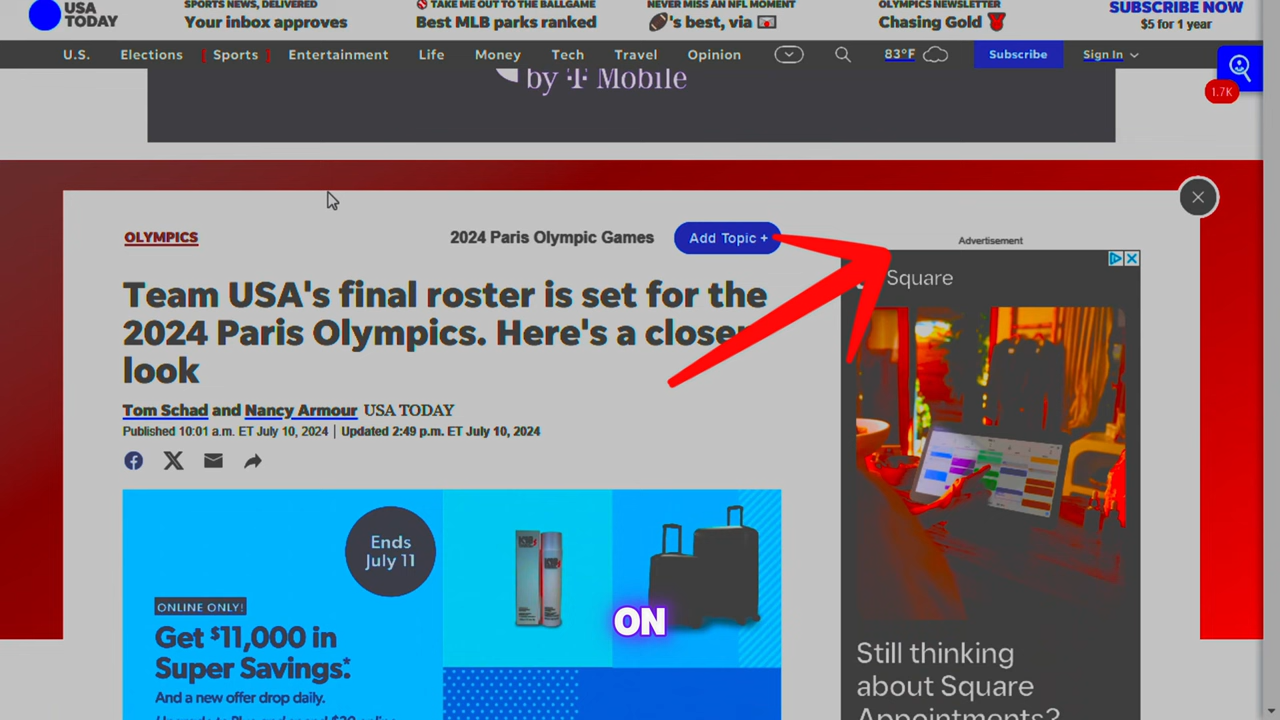 USA
TODAY
SPORTS NEWS, DELIVERED
Your inbox approves
TAKE ME OUT TO THE BALLGAME
Best MLB parks ranked
NEVER MISS AN NFL MOMENT
🏈's best, via
OLYMPICS NEWSLETTER
Chasing Gold
SUBSCRIBE NOW
$5 for 1 year
U.S. Elections Sports Entertainment Life Money Tech Travel Opinion 83°F Subscribe Sign In
by T Mobile
1.7K
OLYMPICS
2024 Paris Olympic Games
Add Topic +
Team USA's final roster is set for the
2024 Paris Olympics. Here's a closer
look
Tom Schad and Nancy Armour USA TODAY
Published 10:01 a.m. ET July 10, 2024 | Updated 2:49 p.m. ET July 10, 2024
Ends
July 11
ONLINE ONLY!
Get $11,000 in
Super Savings.*
And a new offer drop daily.
ON
Advertisement
Square
Still thinking
about Square
Appointments?